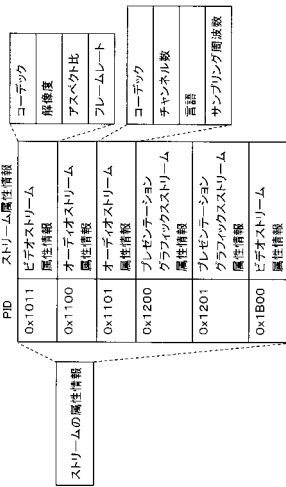 ストリームの属性情報
PID
ストリーム属性情報
0x1011
ビデオストリーム
属性情報
0x1100
オーディオストリーム
属性情報
0x1101
オーディオストリーム
属性情報
0x1200
プレゼンテーション
グラフィックスストリーム
属性情報
0x1201
プレゼンテーション
グラフィックスストリーム
属性情報
0x1B00
ビデオストリーム
属性情報
コーデック
解像度
アスペクト比
フレームレート
コーデック
チャンネル数
言語
サンプリング周波数